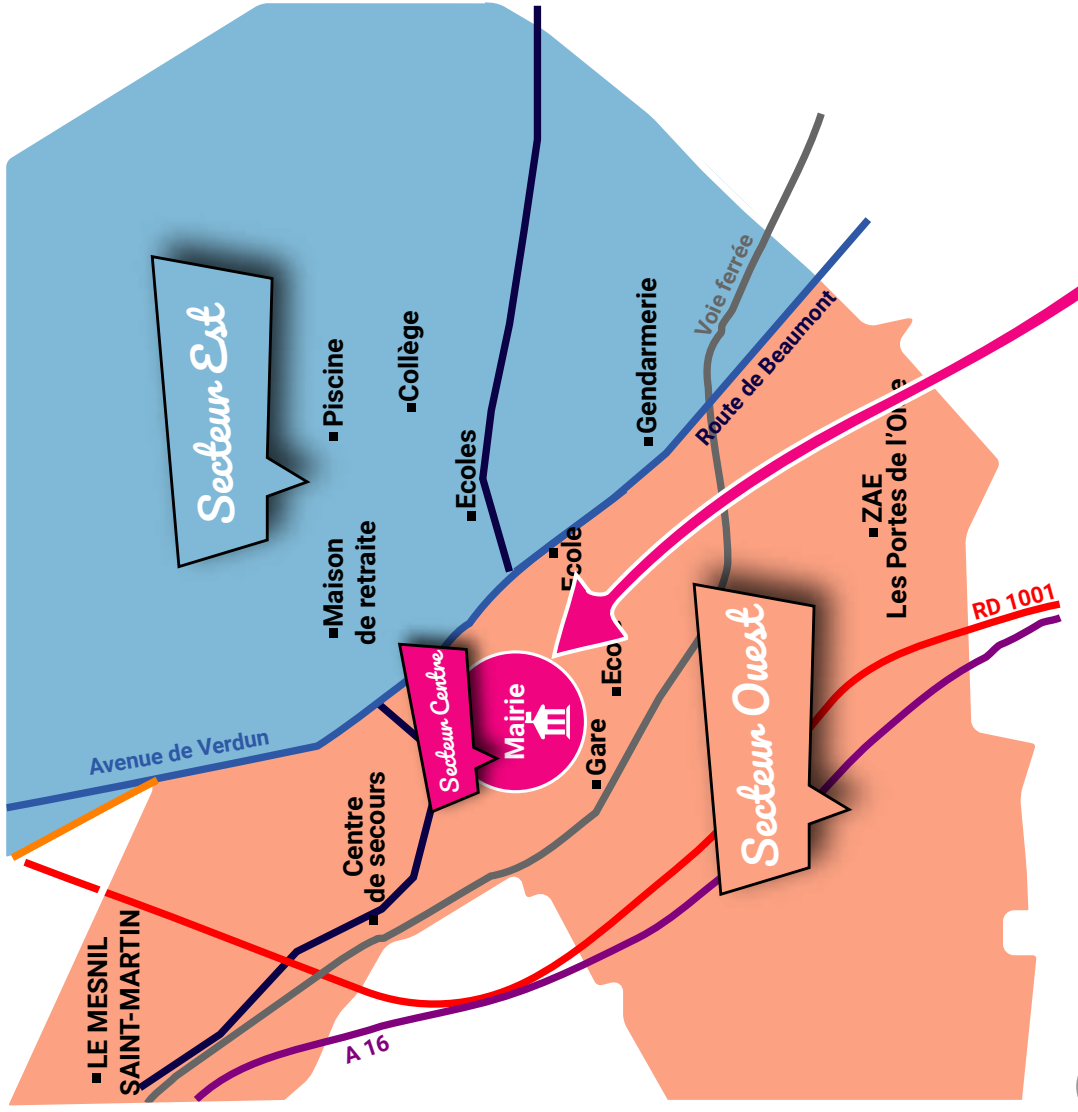 LE MESNIL
SAINT-MARTIN
Avenue de Verdun
Secteur Est
Maison
de retraite
Piscine
Centre
de secours
A 16
Collège
Secteur Centre
Ecoles
Mairie
Ecole
Gare
Gendarmerie
Voie ferrée
Route de Beaumont
Secteur Ouest
ZAE
Les Portes de l'Oise
RD 1001